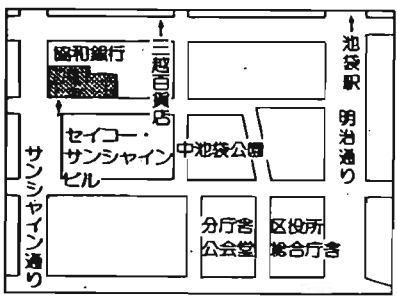 協和銀行
三越百貨店
池袋駅
明治通り
セイコー・
サンシャイン
ビル
中池袋公園
サンシャイン通り
分庁舎
公会堂
区役所
総合庁舎